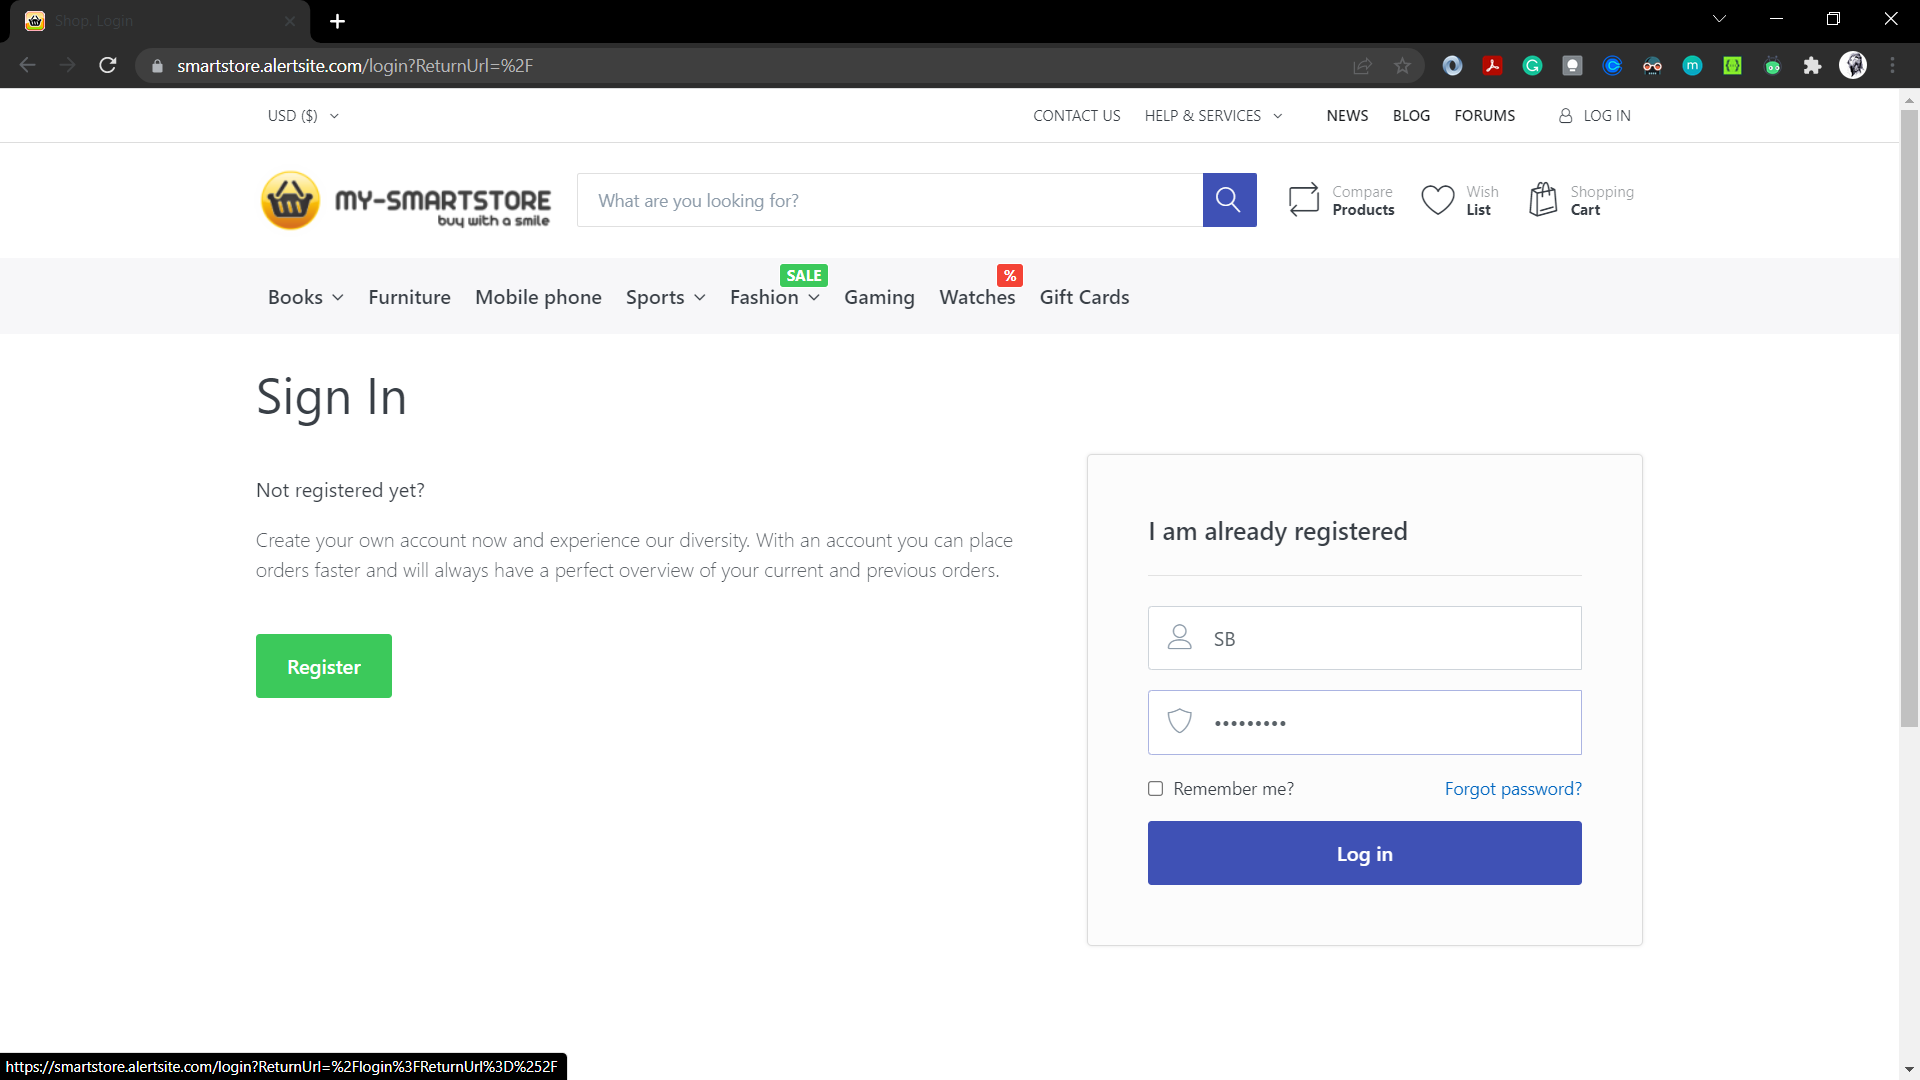 Shop. Login
smartstore.alertsite.com/login?ReturnUrl=%2F
USD ($)
CONTACT US
HELP & SERVICES
NEWS
BLOG
FORUMS
LOG IN
MY-SMARTSTORE
buy with a smile
What are you looking for?
Compare
Products
Wish
List
Shopping
Cart
SALE
%
Books
Furniture
Mobile phone
Sports
Fashion
Gaming
Watches
Gift Cards
Sign In
Not registered yet?
Create your own account now and experience our diversity. With an account you can place
orders faster and will always have a perfect overview of your current and previous orders.
Register
I am already registered
SB
•••••••••
Remember me?
Forgot password?
Log in
https://smartstore.alertsite.com/login?ReturnUrl=%2Flogin%3FReturnUrl%3D%252F